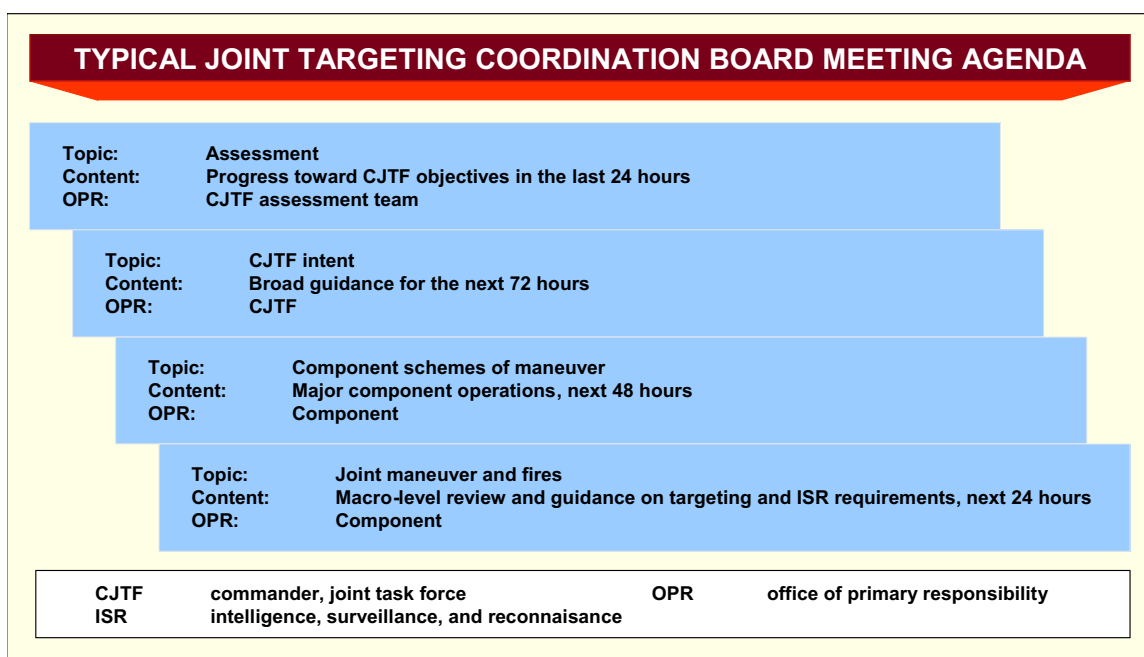 TYPICAL JOINT TARGETING COORDINATION BOARD MEETING AGENDA
Topic: Assessment
Content: Progress toward CJTF objectives in the last 24 hours
OPR: CJTF assessment team
Topic: CJTF intent
Content: Broad guidance for the next 72 hours
OPR: CJTF
Topic: Component schemes of maneuver
Content: Major component operations, next 48 hours
OPR: Component
Topic: Joint maneuver and fires
Content: Macro-level review and guidance on targeting and ISR requirements, next 24 hours
OPR: Component
CJTF commander, joint task force OPR office of primary responsibility
ISR intelligence, surveillance, and reconnaisance